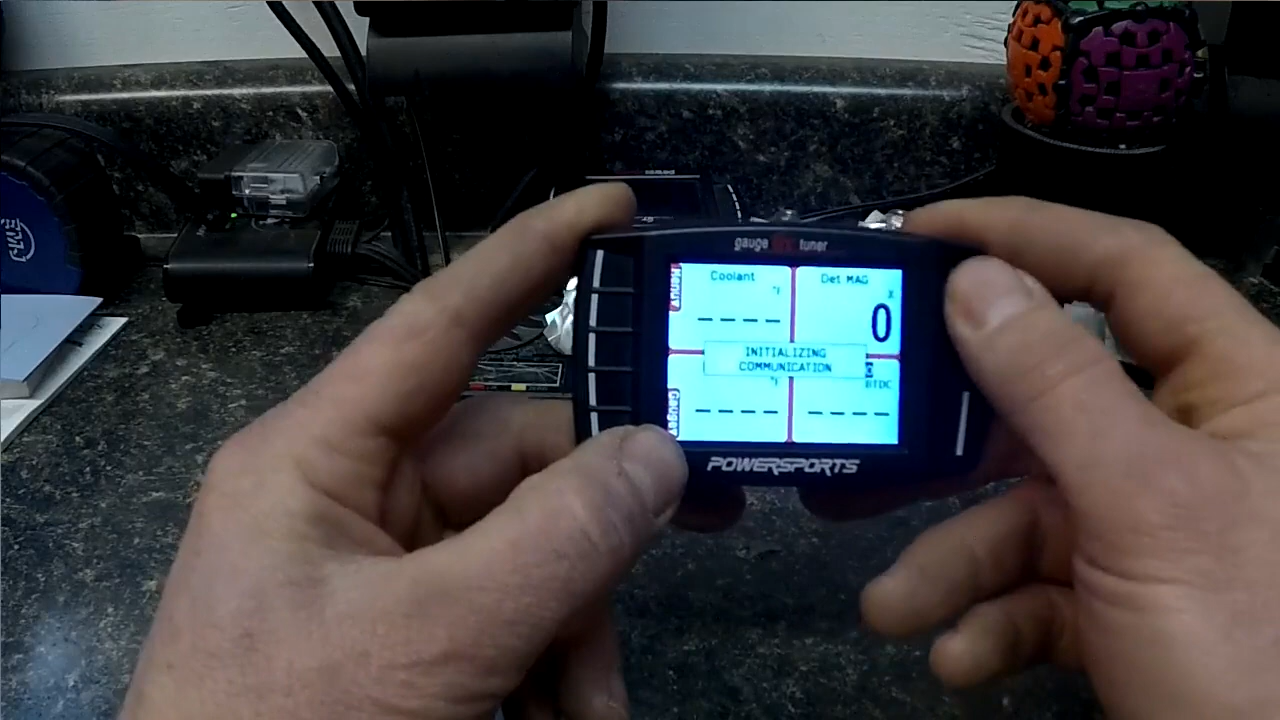 gauge tuner
Coolant
Det MAG
°F
X
0
INITIALIZING
COMMUNICATION
°F
BTDC
POWERSPORTS